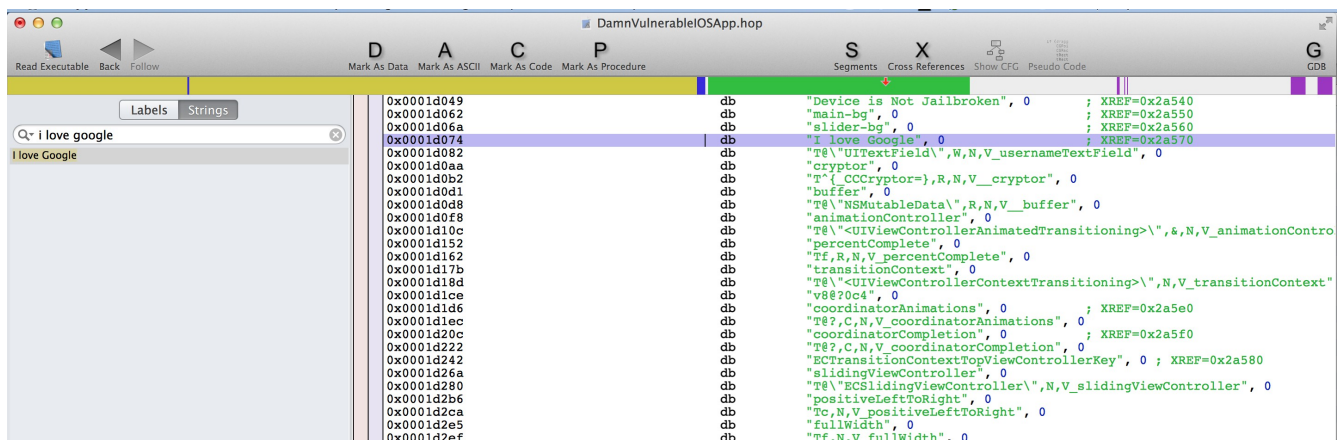 DamnVulnerableIOSApp.hop
D A C P S X G
Read Executable Back Follow Mark As Data Mark As ASCII Mark As Code Mark As Procedure Segments Cross References Show CFG Pseudo Code GDB
Labels Strings
i love google
I love Google
0x0001d049 db "Device is Not Jailbroken", 0 ; XREF=0x2a540
0x0001d062 db "main-bg", 0 ; XREF=0x2a550
0x0001d06a db "slider-bg", 0 ; XREF=0x2a560
0x0001d074 db "I love Google", 0 ; XREF=0x2a570
0x0001d082 db "T@\"UITextField\",W,N,V_usernameTextField", 0
0x0001d0aa db "cryptor", 0
0x0001d0b2 db "T^{_CCCryptor=},R,N,V__cryptor", 0
0x0001d0d1 db "buffer", 0
0x0001d0d8 db "T@\"NSMutableData\",R,N,V__buffer", 0
0x0001d0f8 db "animationController", 0
0x0001d10c db "T@\"<UIViewControllerAnimatedTransitioning>\",&,N,V_animationContro
0x0001d152 db "percentComplete", 0
0x0001d162 db "Tf,R,N,V_percentComplete", 0
0x0001d17b db "transitionContext", 0
0x0001d18d db "T@\"<UIViewControllerContextTransitioning>\",N,V_transitionContext"
0x0001d1ce db "v8@?0c4", 0
0x0001d1d6 db "coordinatorAnimations", 0 ; XREF=0x2a5e0
0x0001d1ec db "T@?,C,N,V_coordinatorAnimations", 0
0x0001d20c db "coordinatorCompletion", 0 ; XREF=0x2a5f0
0x0001d222 db "T@?,C,N,V_coordinatorCompletion", 0
0x0001d242 db "ECTransitionContextTopViewControllerKey", 0 ; XREF=0x2a580
0x0001d26a db "slidingViewController", 0
0x0001d280 db "T@\"ECSlidingViewController\",N,V_slidingViewController", 0
0x0001d2b6 db "positiveLeftToRight", 0
0x0001d2ca db "Tc,N,V_positiveLeftToRight", 0
0x0001d2e5 db "fullWidth", 0
0x0001d2ef db "Tf,N,V_fullWidth", 0